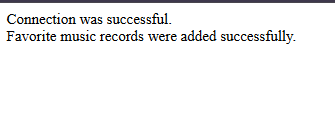 Connection was successful.
Favorite music records were added successfully.